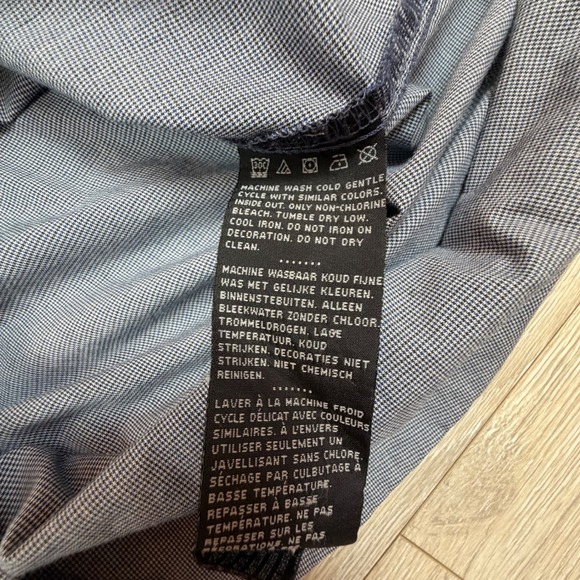 30C
MACHINE WASH COLD GENTLE
CYCLE WITH SIMILAR COLORS.
INSIDE OUT. ONLY NON-CHLORINE
BLEACH. TUMBLE DRY LOW.
COOL IRON. DO NOT IRON ON
DECORATION. DO NOT DRY
CLEAN.
.......
MACHINE WASBAAR KOUD FIJNE
WAS MET GELIJKE KLEUREN.
BINNENSTEBUITEN. ALLEEN
BLEEKWATER ZONDER CHLOOR.
TROMMELDROGEN. LAGE
TEMPERATUUR. KOUD
STRIJKEN. DECORATIES NIET
STRIJKEN. NIET CHEMISCH
REINIGEN.
.......
LAVER À LA MACHINE FROID
CYCLE DÉLICAT AVEC COULEURS
SIMILAIRES. À L'ENVERS
UTILISER SEULEMENT UN
JAVELLISANT SANS CHLORE.
SÉCHAGE PAR CULBUTAGE À
BASSE TEMPÉRATURE.
REPASSER À BASSE
TEMPÉRATURE. NE PAS
REPASSER SUR LES
DECORATIONS. NE PAS